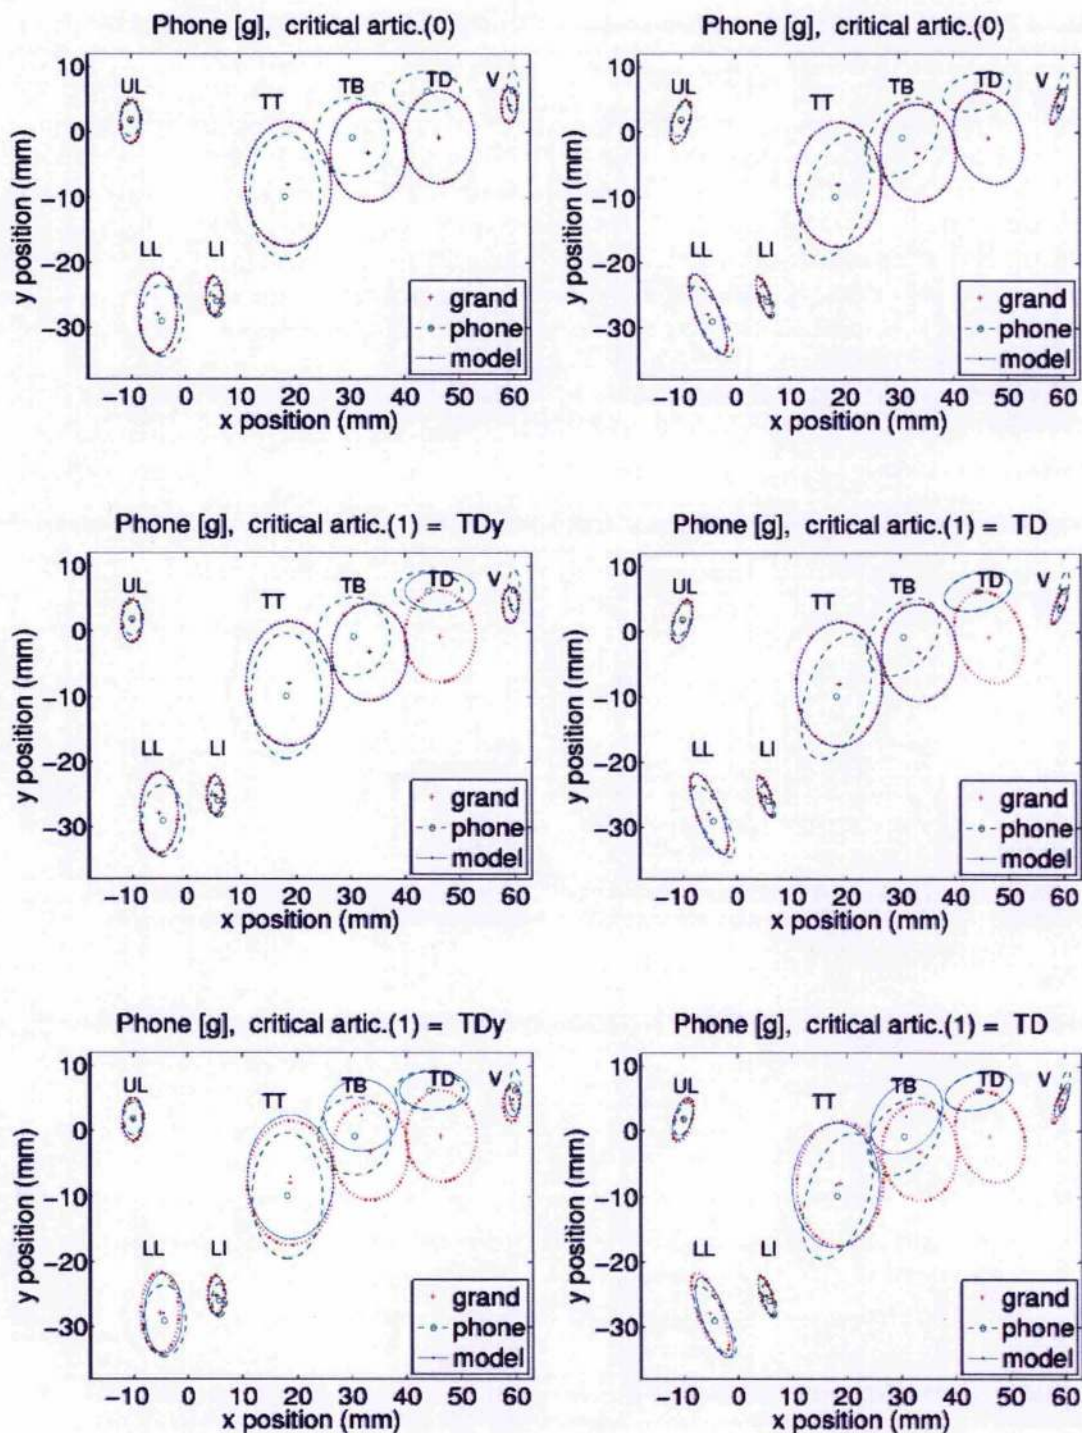 Phone [g], critical artic.(0)
10
0
−10
−20
−30
y position (mm)
UL
TT
TB
TD
V
LL
LI
grand
phone
model
−10 0 10 20 30 40 50 60
x position (mm)
Phone [g], critical artic.(0)
10
0
−10
−20
−30
y position (mm)
UL
TT
TB
TD
V
LL
LI
grand
phone
model
−10 0 10 20 30 40 50 60
x position (mm)
Phone [g], critical artic.(1) = TDy
10
0
−10
−20
−30
y position (mm)
UL
TT
TB
TD
V
LL
LI
grand
phone
model
−10 0 10 20 30 40 50 60
x position (mm)
Phone [g], critical artic.(1) = TD
10
0
−10
−20
−30
y position (mm)
UL
TT
TB
TD
V
LL
LI
grand
phone
model
−10 0 10 20 30 40 50 60
x position (mm)
Phone [g], critical artic.(1) = TDy
10
0
−10
−20
−30
y position (mm)
UL
TT
TB
TD
V
LL
LI
grand
phone
model
−10 0 10 20 30 40 50 60
x position (mm)
Phone [g], critical artic.(1) = TD
10
0
−10
−20
−30
y position (mm)
UL
TT
TB
TD
V
LL
LI
grand
phone
model
−10 0 10 20 30 40 50 60
x position (mm)